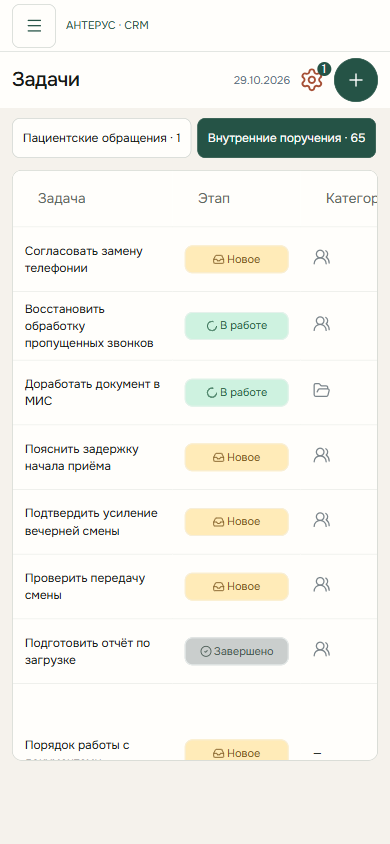 АНТЕРУС · CRM
Задачи
29.10.2026
1
Пациентские обращения · 1
Внутренние поручения · 65
Задача Этап Категор
Согласовать замену
телефонии
Новое
Восстановить
обработку
пропущенных звонков
В работе
Доработать документ в
МИС
В работе
Пояснить задержку
начала приёма
Новое
Подтвердить усиление
вечерней смены
Новое
Проверить передачу
смены
Новое
Подготовить отчёт по
загрузке
Завершено
Порядок работы с
Новое
–